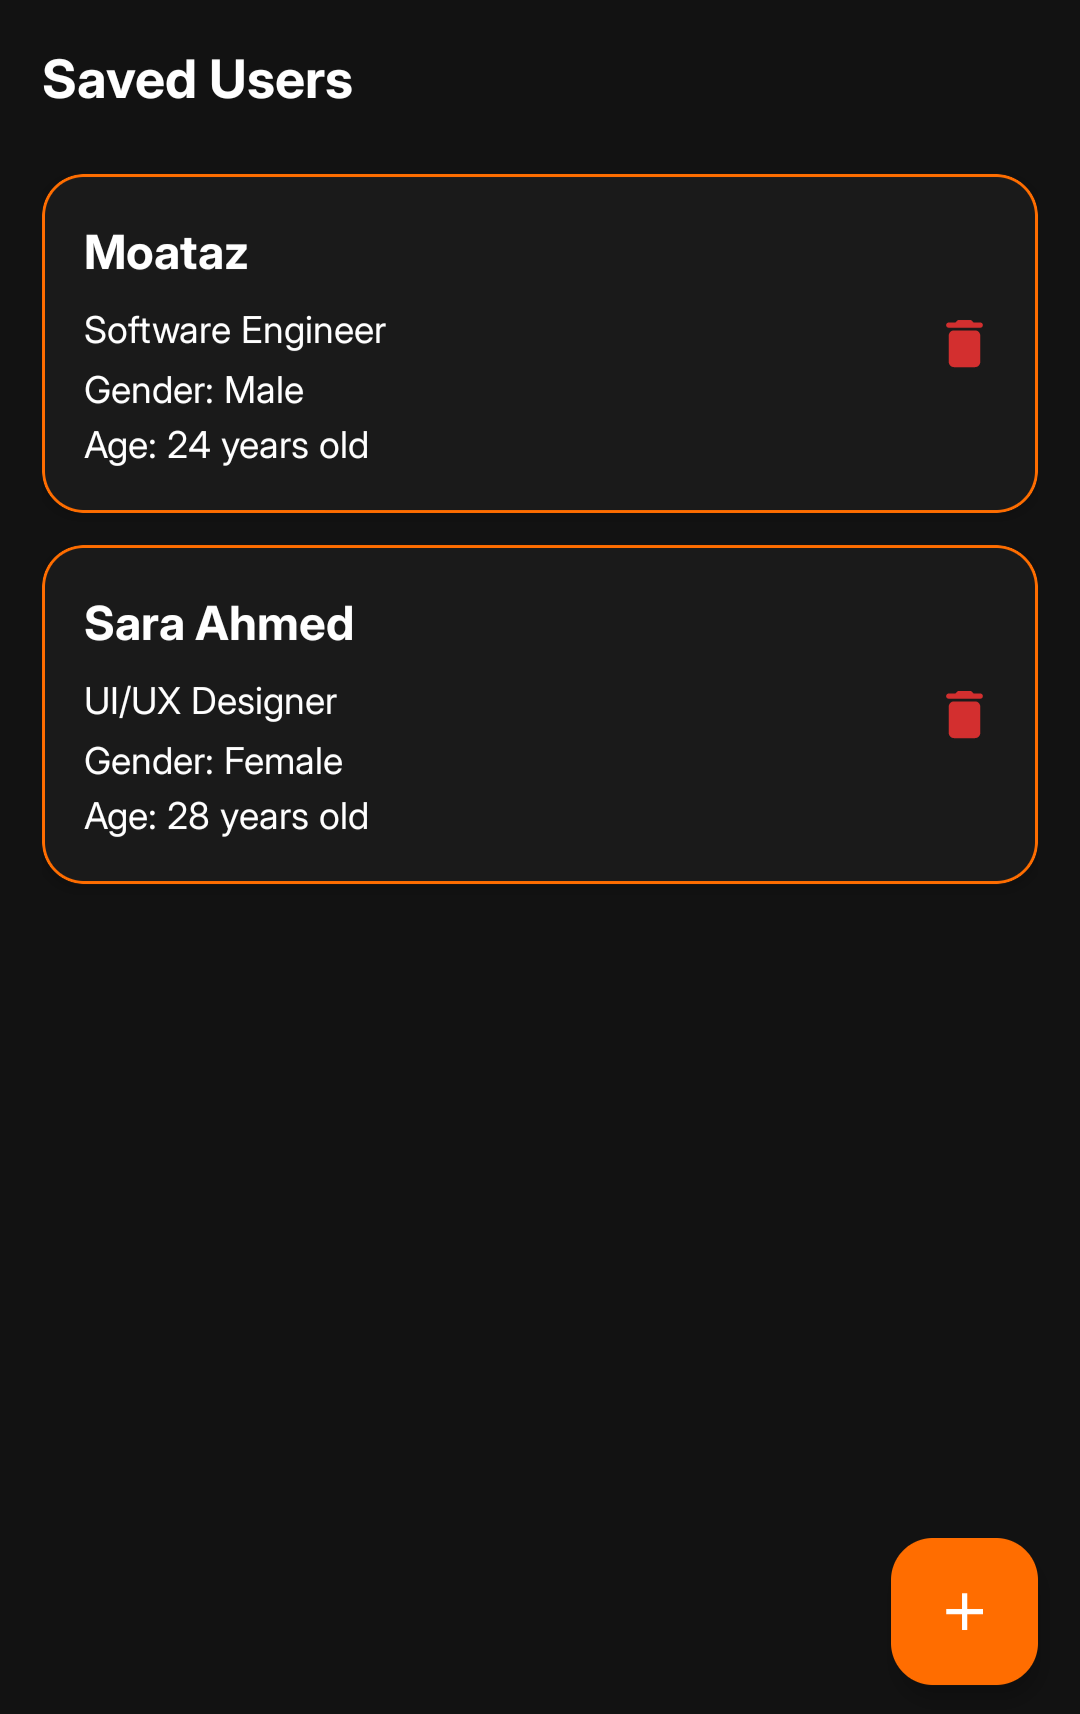 Saved Users
Moataz
Software Engineer
Gender: Male
Age: 24 years old
Sara Ahmed
UI/UX Designer
Gender: Female
Age: 28 years old